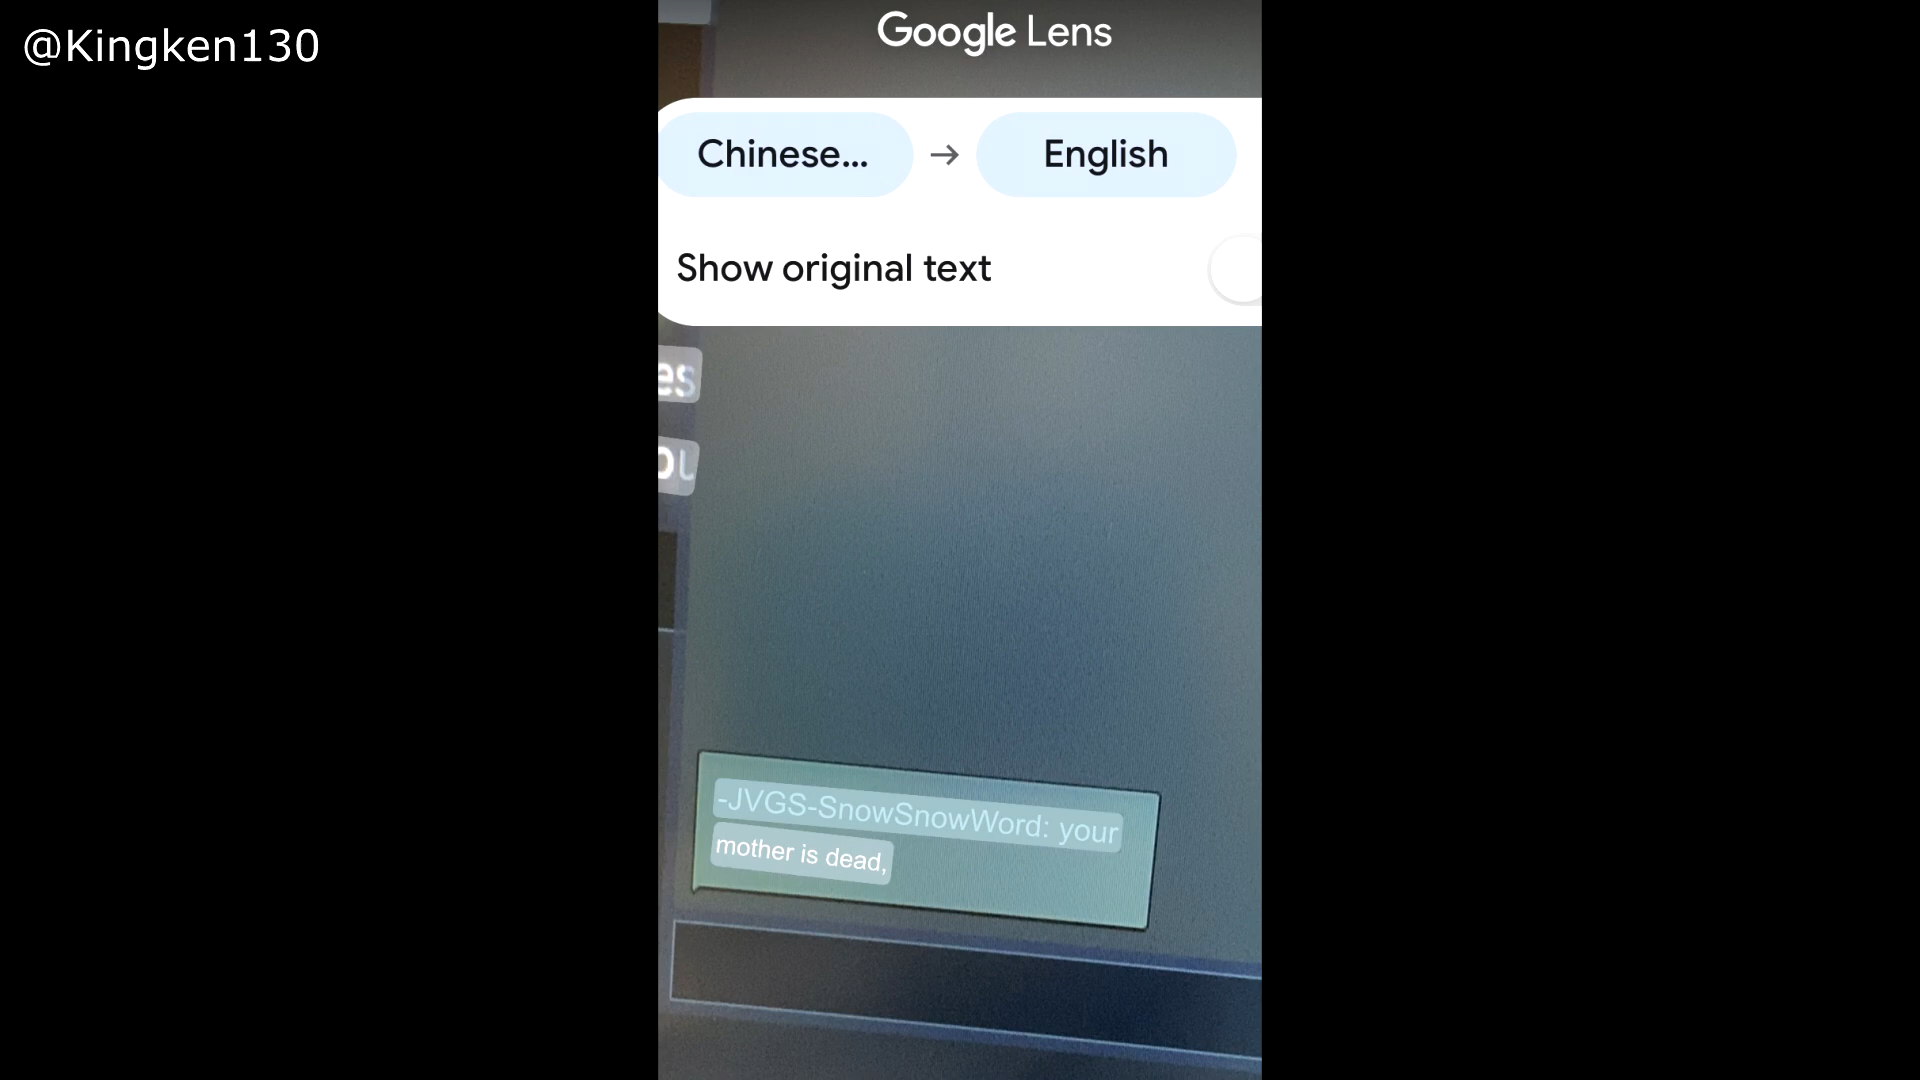 @Kingken130
Google Lens
Chinese...
→
English
Show original text
es
-JVGS-SnowSnowWord: your
mother is dead,